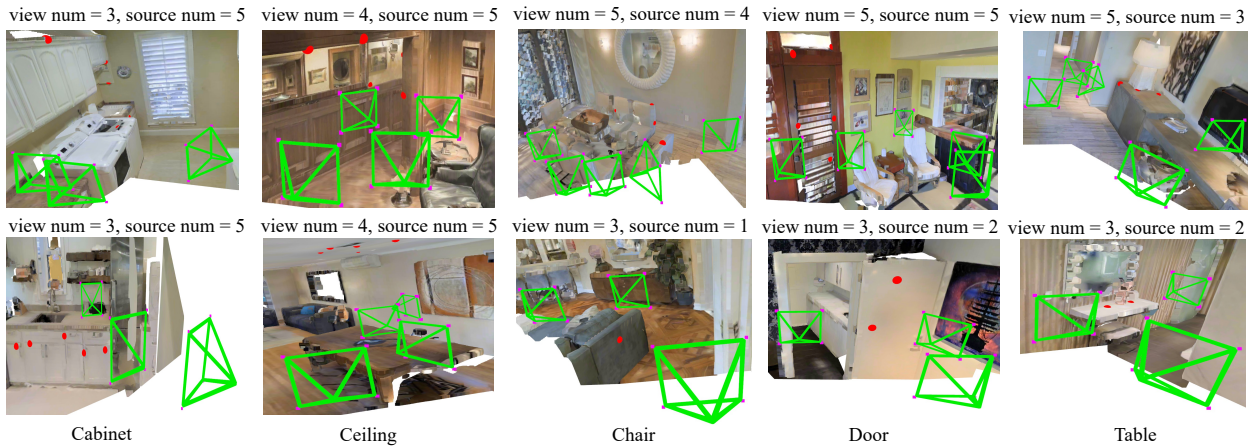 view num = 3, source num = 5
view num = 4, source num = 5
view num = 5, source num = 4
view num = 5, source num = 5
view num = 5, source num = 3
view num = 3, source num = 5
view num = 4, source num = 5
view num = 3, source num = 1
view num = 3, source num = 2
view num = 3, source num = 2
Cabinet
Ceiling
Chair
Door
Table